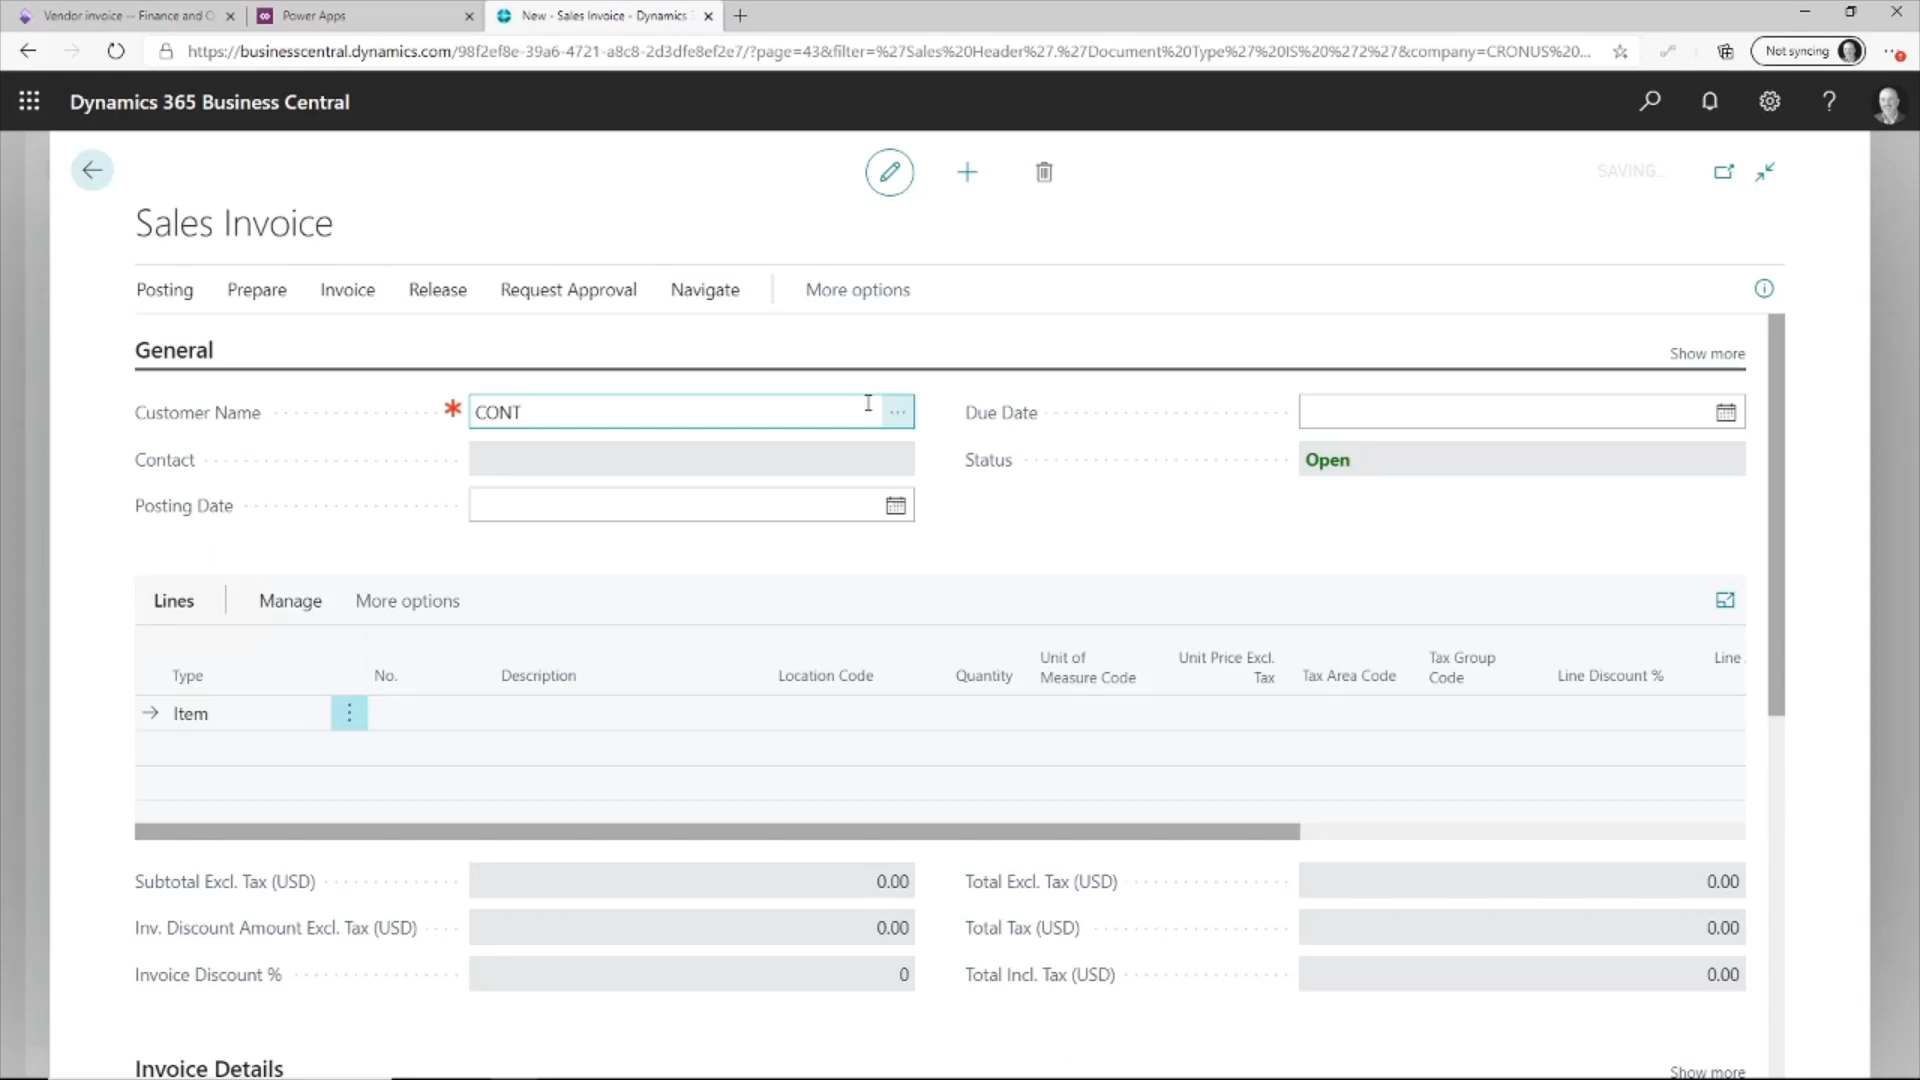 Vendor invoice -- Finance and O
Power Apps
New - Sales Invoice - Dynamics
https://businesscentral.dynamics.com/98f2ef8e-39a6-4721-a8c8-2d3dfe8ef2e7/?page=43&filter=%27Sales%20Header%27.%27Document%20Type%27%20IS%20%272%27&company=CRONUS%20...
Not syncing
Dynamics 365 Business Central
SAVING...
Sales Invoice
Posting Prepare Invoice Release Request Approval Navigate More options
General Show more
Customer Name * CONT ... Due Date
Contact Status Open
Posting Date
Lines Manage More options
Type No. Description Location Code Quantity Unit of Measure Code Unit Price Excl. Tax Tax Area Code Tax Group Code Line Discount % Line
Item
Subtotal Excl. Tax (USD) 0.00 Total Excl. Tax (USD) 0.00
Inv. Discount Amount Excl. Tax (USD) 0.00 Total Tax (USD) 0.00
Invoice Discount % 0 Total Incl. Tax (USD) 0.00
Invoice Details Show more